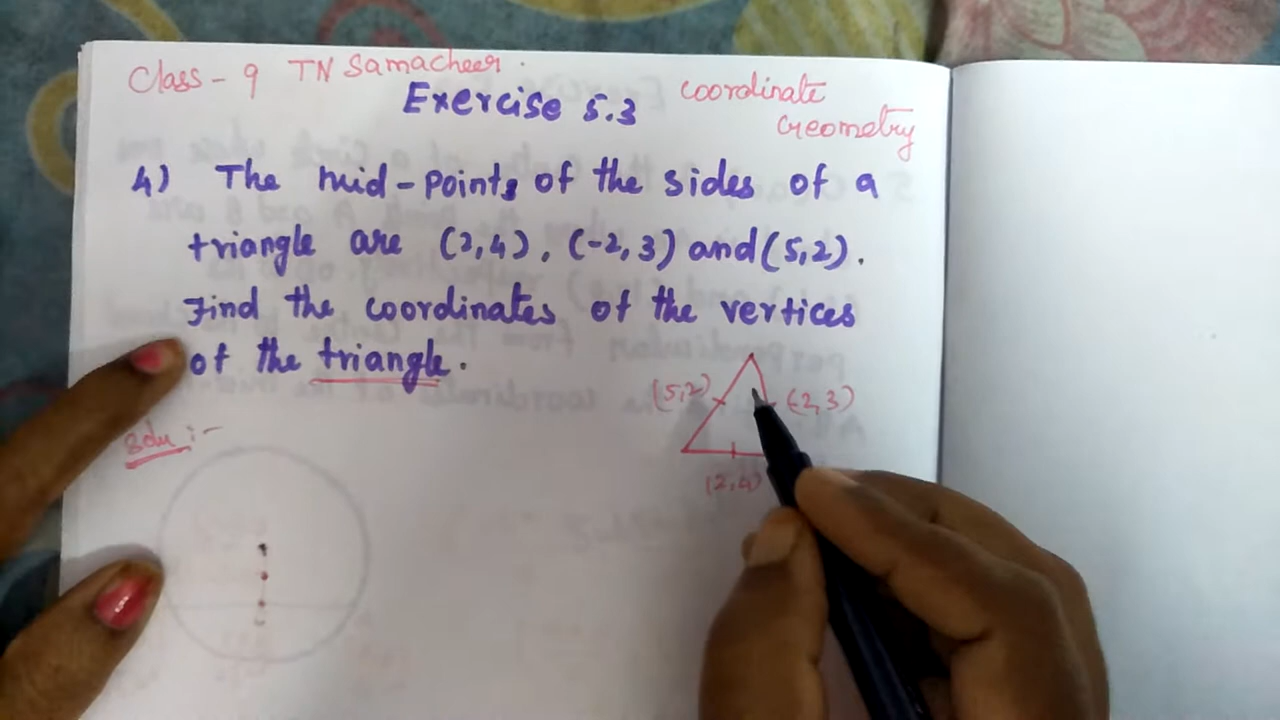 Class - 9 TN Samacheer.
Exercise 5.3
coordinate
Geometry
4) The mid-points of the sides of a
triangle are (2,4), (-2,3) and (5,2).
Find the coordinates of the vertices
of the triangle.
(5,2) (-2,3)
(2,4)
Solu :-